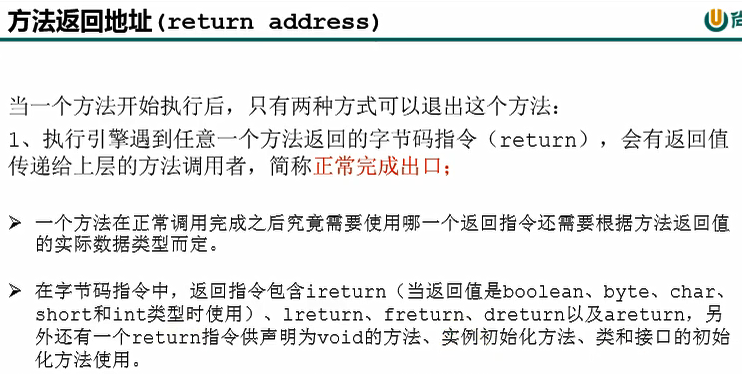 方法返回地址(return address)
当一个方法开始执行后，只有两种方式可以退出这个方法：
1、执行引擎遇到任意一个方法返回的字节码指令（return），会有返回值
传递给上层的方法调用者，简称正常完成出口；
➢ 一个方法在正常调用完成之后究竟需要使用哪一个返回指令还需要根据方法返回值
的实际数据类型而定。
➢ 在字节码指令中，返回指令包含ireturn（当返回值是boolean、byte、char、
short和int类型时使用）、lreturn、freturn、dreturn以及areturn，另
外还有一个return指令供声明为void的方法、实例初始化方法、类和接口的初始
化方法使用。